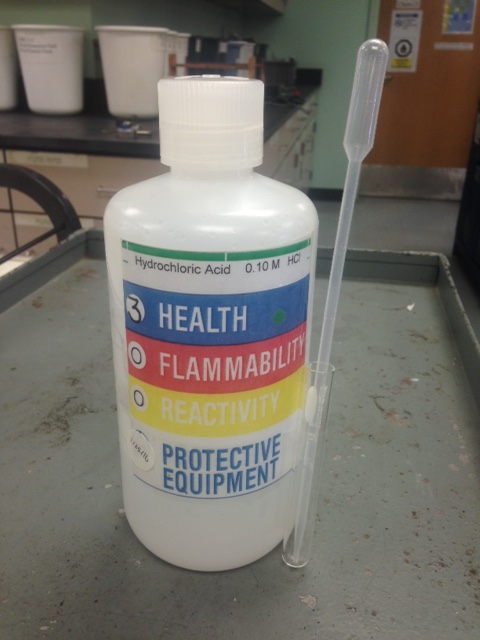 Hydrochloric Acid 0.10 M HCl
3 HEALTH
0 FLAMMABILITY
0 REACTIVITY
PROTECTIVE
EQUIPMENT